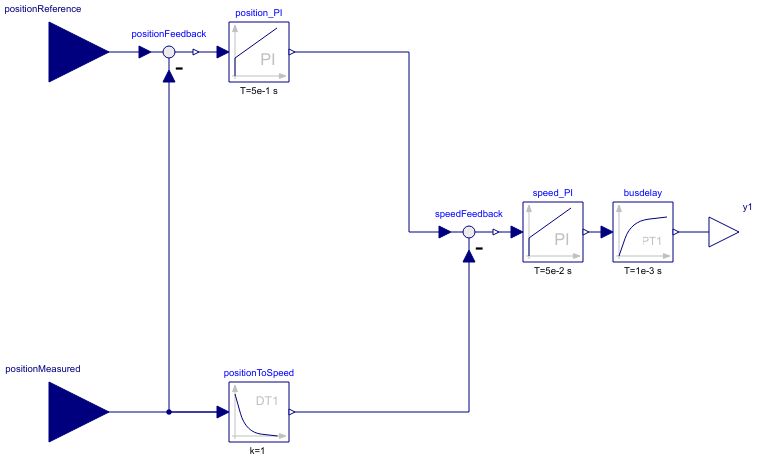 positionReference
positionFeedback
position_PI
PI
T=5e-1 s
speedFeedback
speed_PI
PI
T=5e-2 s
busdelay
PT1
T=1e-3 s
y1
positionMeasured
positionToSpeed
DT1
k=1